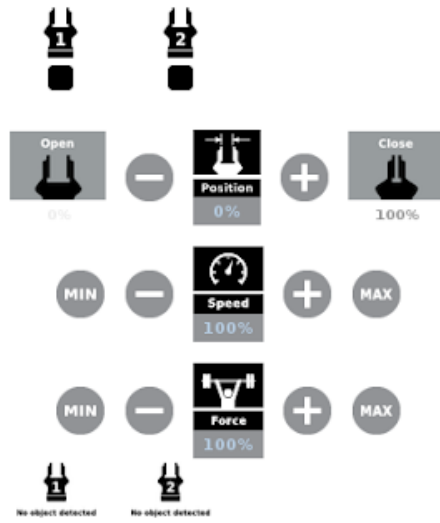 1 2
Open Close
Position
0% 0% 100%
MIN Speed MAX
100%
MIN Force MAX
100%
1 2
No object detected No object detected